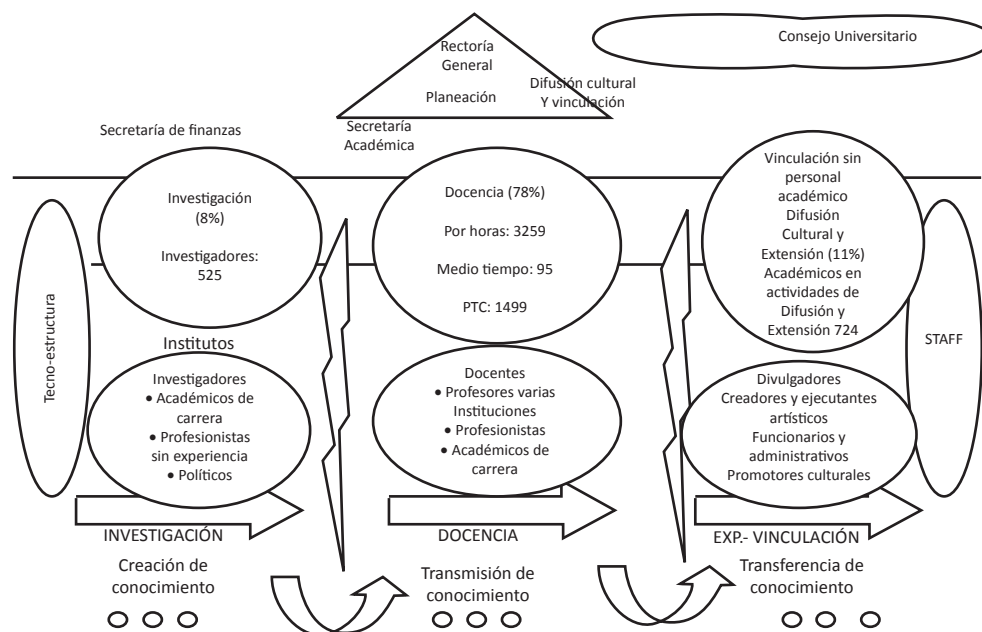 Rectoría
General
Planeación
Difusión cultural
Y vinculación
Consejo Universitario
Secretaría de finanzas
Secretaría
Académica
Tecno-estructura
Investigación
(8%)
Investigadores:
525
Docencia (78%)
Por horas: 3259
Medio tiempo: 95
PTC: 1499
Vinculación sin
personal
académico
Difusión
Cultural y
Extensión (11%)
Académicos en
actividades de
Difusión y
Extensión 724
STAFF
Institutos
Investigadores
• Académicos de
carrera
• Profesionistas
sin experiencia
• Políticos
Docentes
• Profesores varias
Instituciones
• Profesionistas
• Académicos de
carrera
Divulgadores
Creadores y ejecutantes
artísticos
Funcionarios y
administrativos
Promotores culturales
INVESTIGACIÓN
DOCENCIA
EXP.- VINCULACIÓN
Creación de
conocimiento
Transmisión de
conocimiento
Transferencia de
conocimiento